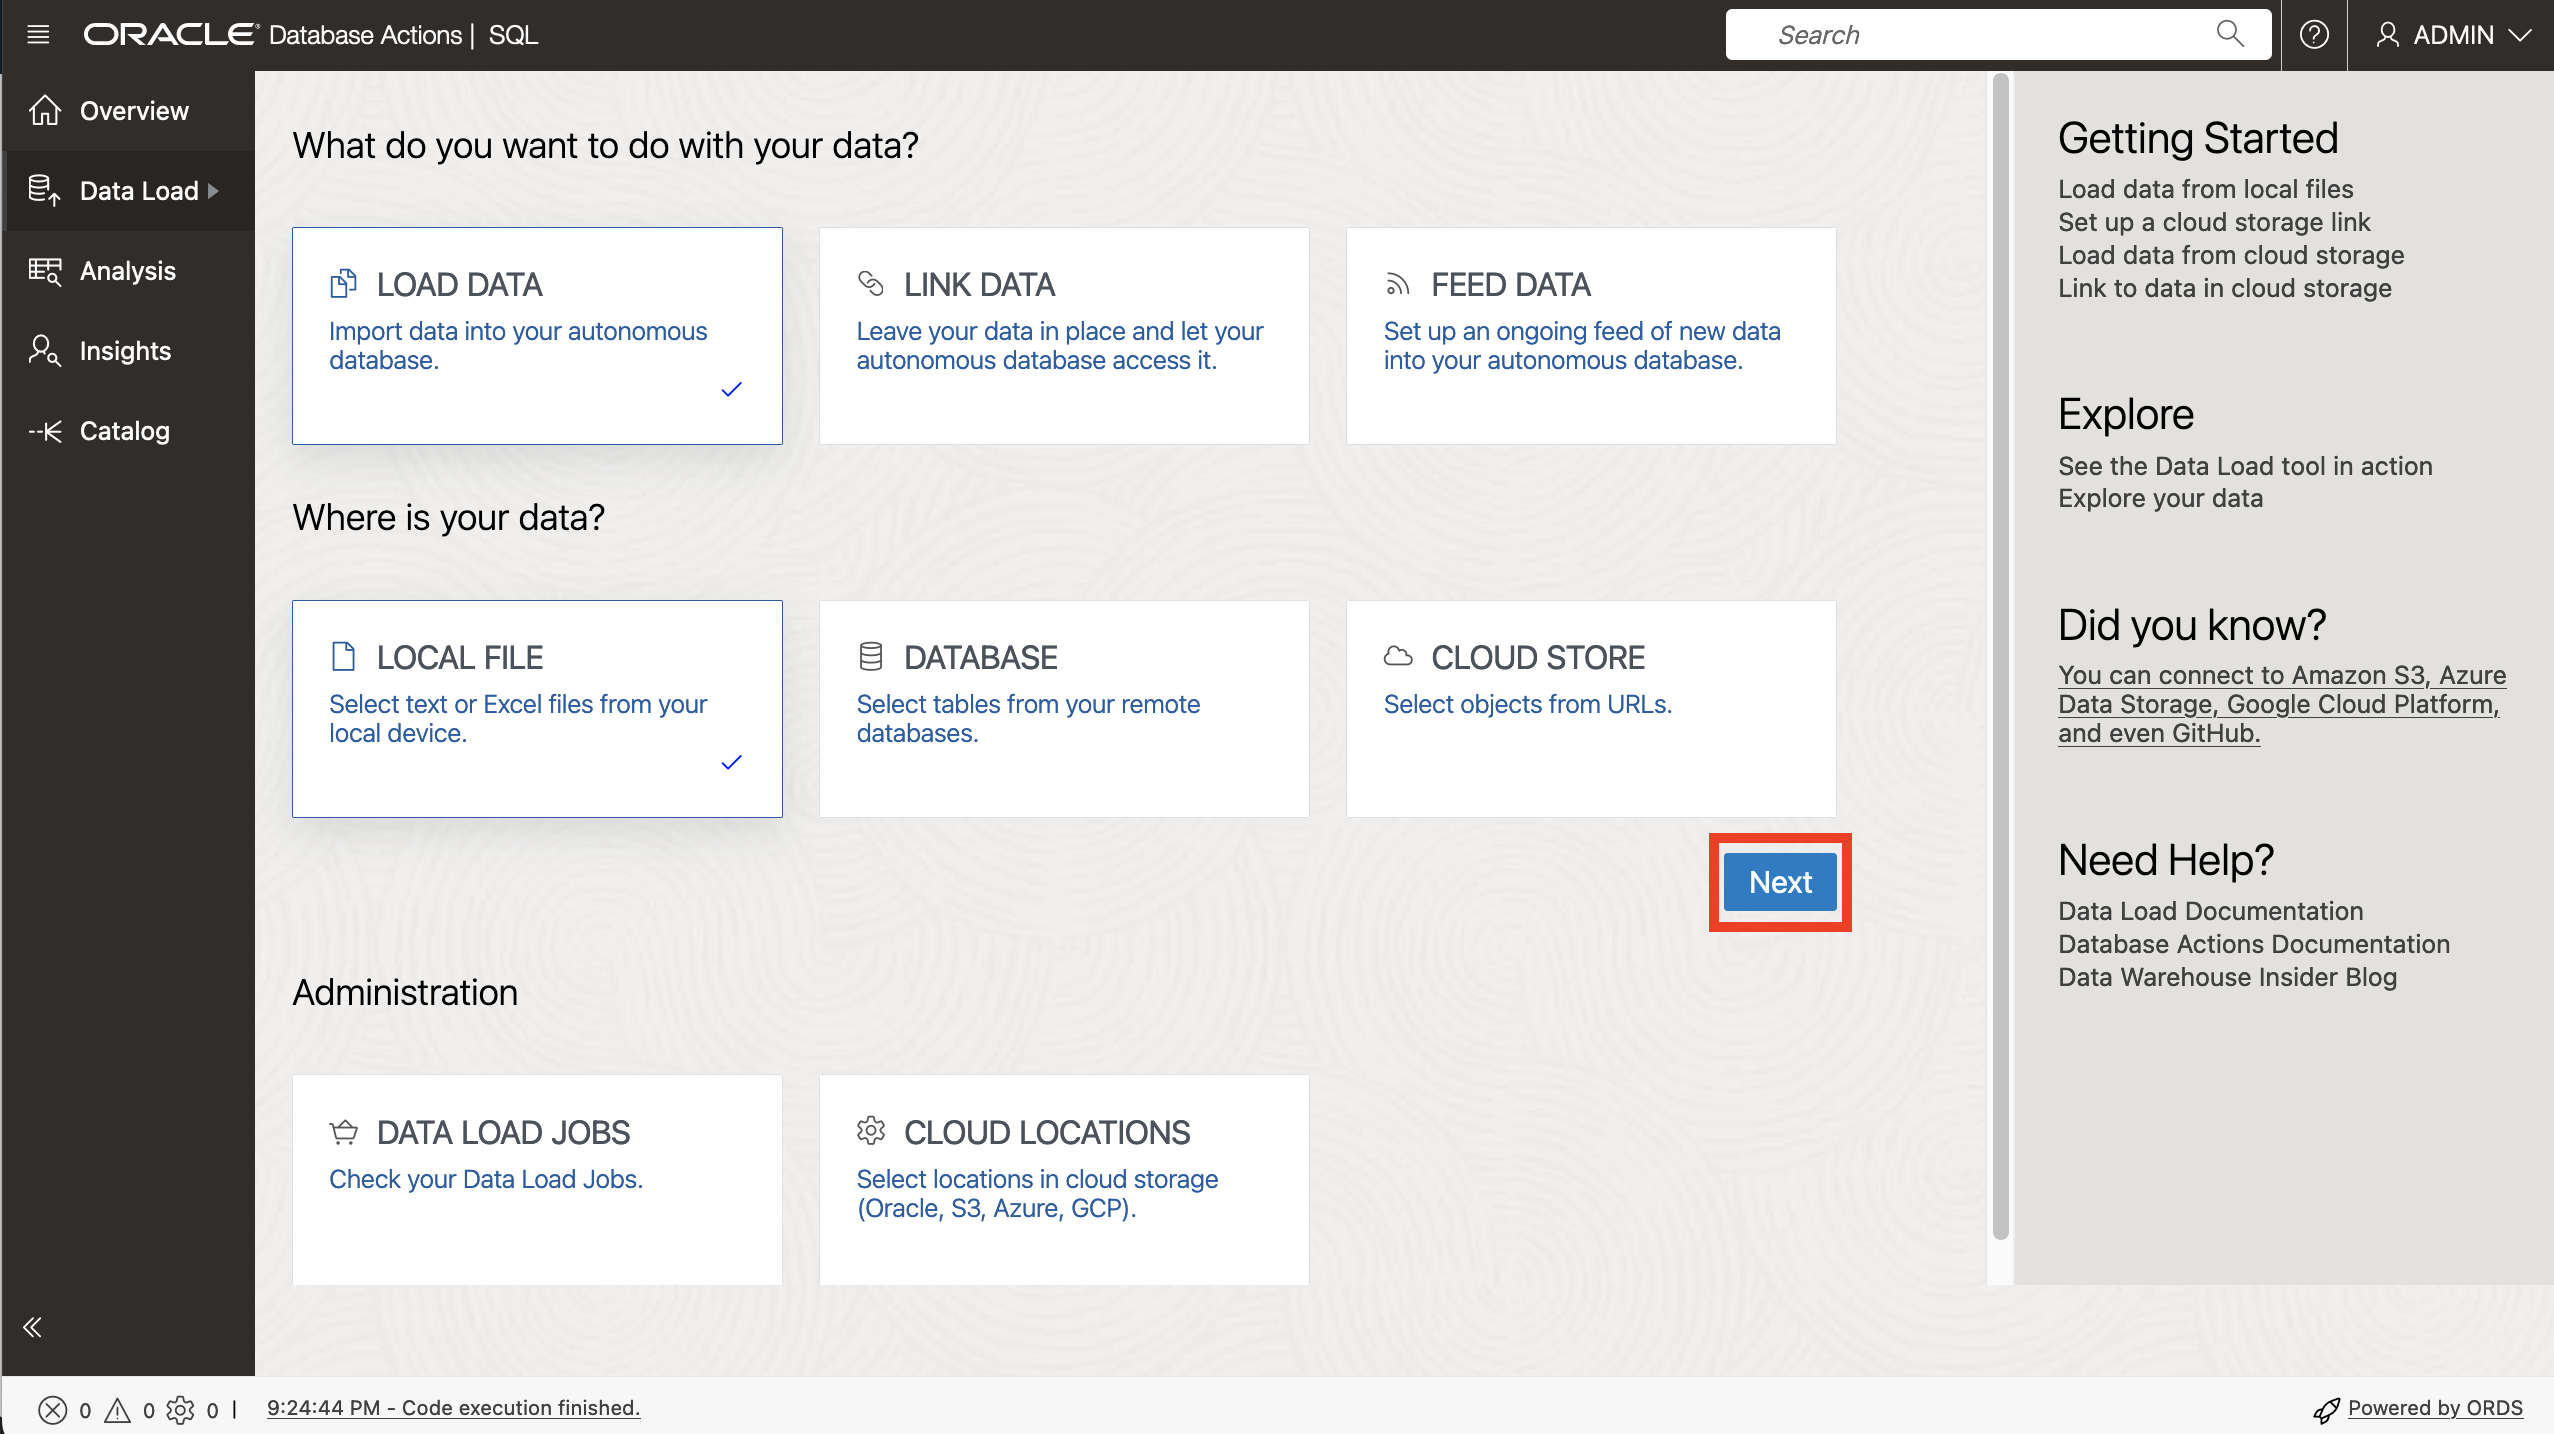 ORACLE Database Actions | SQL
Search
ADMIN
Overview
Data Load
Analysis
Insights
Catalog
What do you want to do with your data?
LOAD DATA
Import data into your autonomous
database.
LINK DATA
Leave your data in place and let your
autonomous database access it.
FEED DATA
Set up an ongoing feed of new data
into your autonomous database.
Where is your data?
LOCAL FILE
Select text or Excel files from your
local device.
DATABASE
Select tables from your remote
databases.
CLOUD STORE
Select objects from URLs.
Next
Administration
DATA LOAD JOBS
Check your Data Load Jobs.
CLOUD LOCATIONS
Select locations in cloud storage
(Oracle, S3, Azure, GCP).
Getting Started
Load data from local files
Set up a cloud storage link
Load data from cloud storage
Link to data in cloud storage
Explore
See the Data Load tool in action
Explore your data
Did you know?
You can connect to Amazon S3, Azure
Data Storage, Google Cloud Platform,
and even GitHub.
Need Help?
Data Load Documentation
Database Actions Documentation
Data Warehouse Insider Blog
0 0 0 | 9:24:44 PM - Code execution finished.
Powered by ORDS